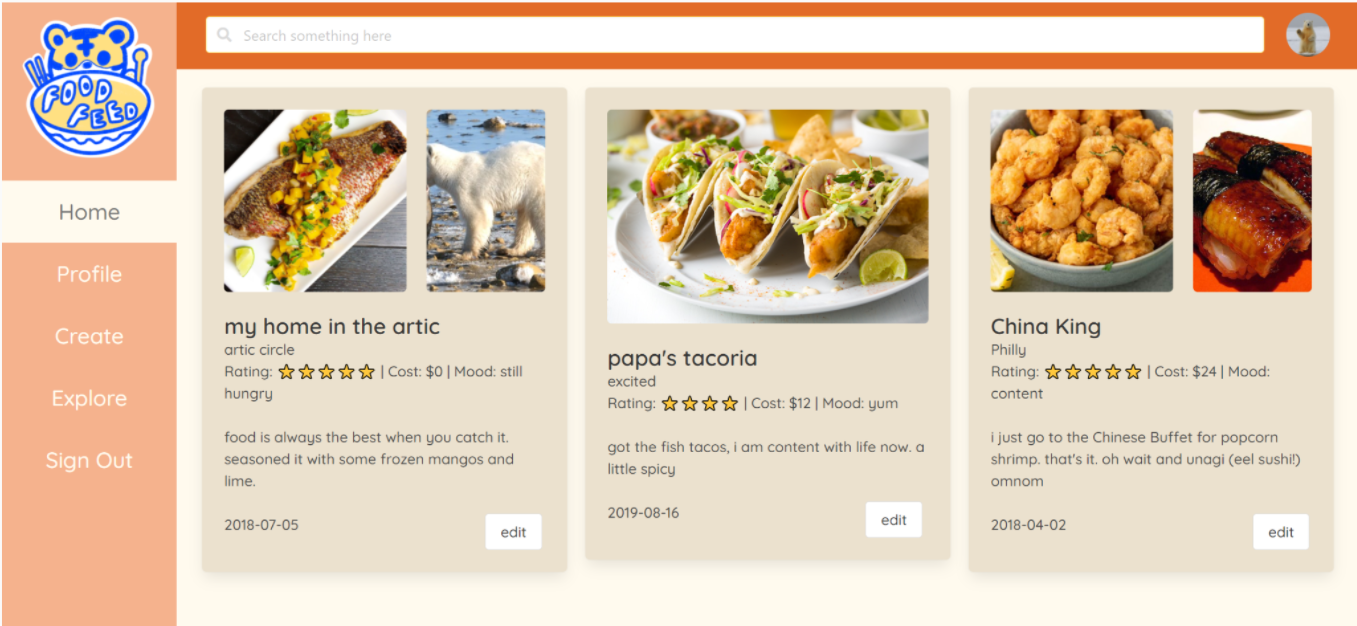 FOOD
FEED
Search something here
Home
Profile
Create
Explore
Sign Out
my home in the artic
artic circle
Rating: ⭐⭐⭐⭐⭐ | Cost: $0 | Mood: still
hungry
food is always the best when you catch it.
seasoned it with some frozen mangos and
lime.
2018-07-05
edit
papa's tacoria
excited
Rating: ⭐⭐⭐⭐ | Cost: $12 | Mood: yum
got the fish tacos, i am content with life now. a
little spicy
2019-08-16
edit
China King
Philly
Rating: ⭐⭐⭐⭐⭐ | Cost: $24 | Mood:
content
i just go to the Chinese Buffet for popcorn
shrimp. that's it. oh wait and unagi (eel sushi!)
omnom
2018-04-02
edit